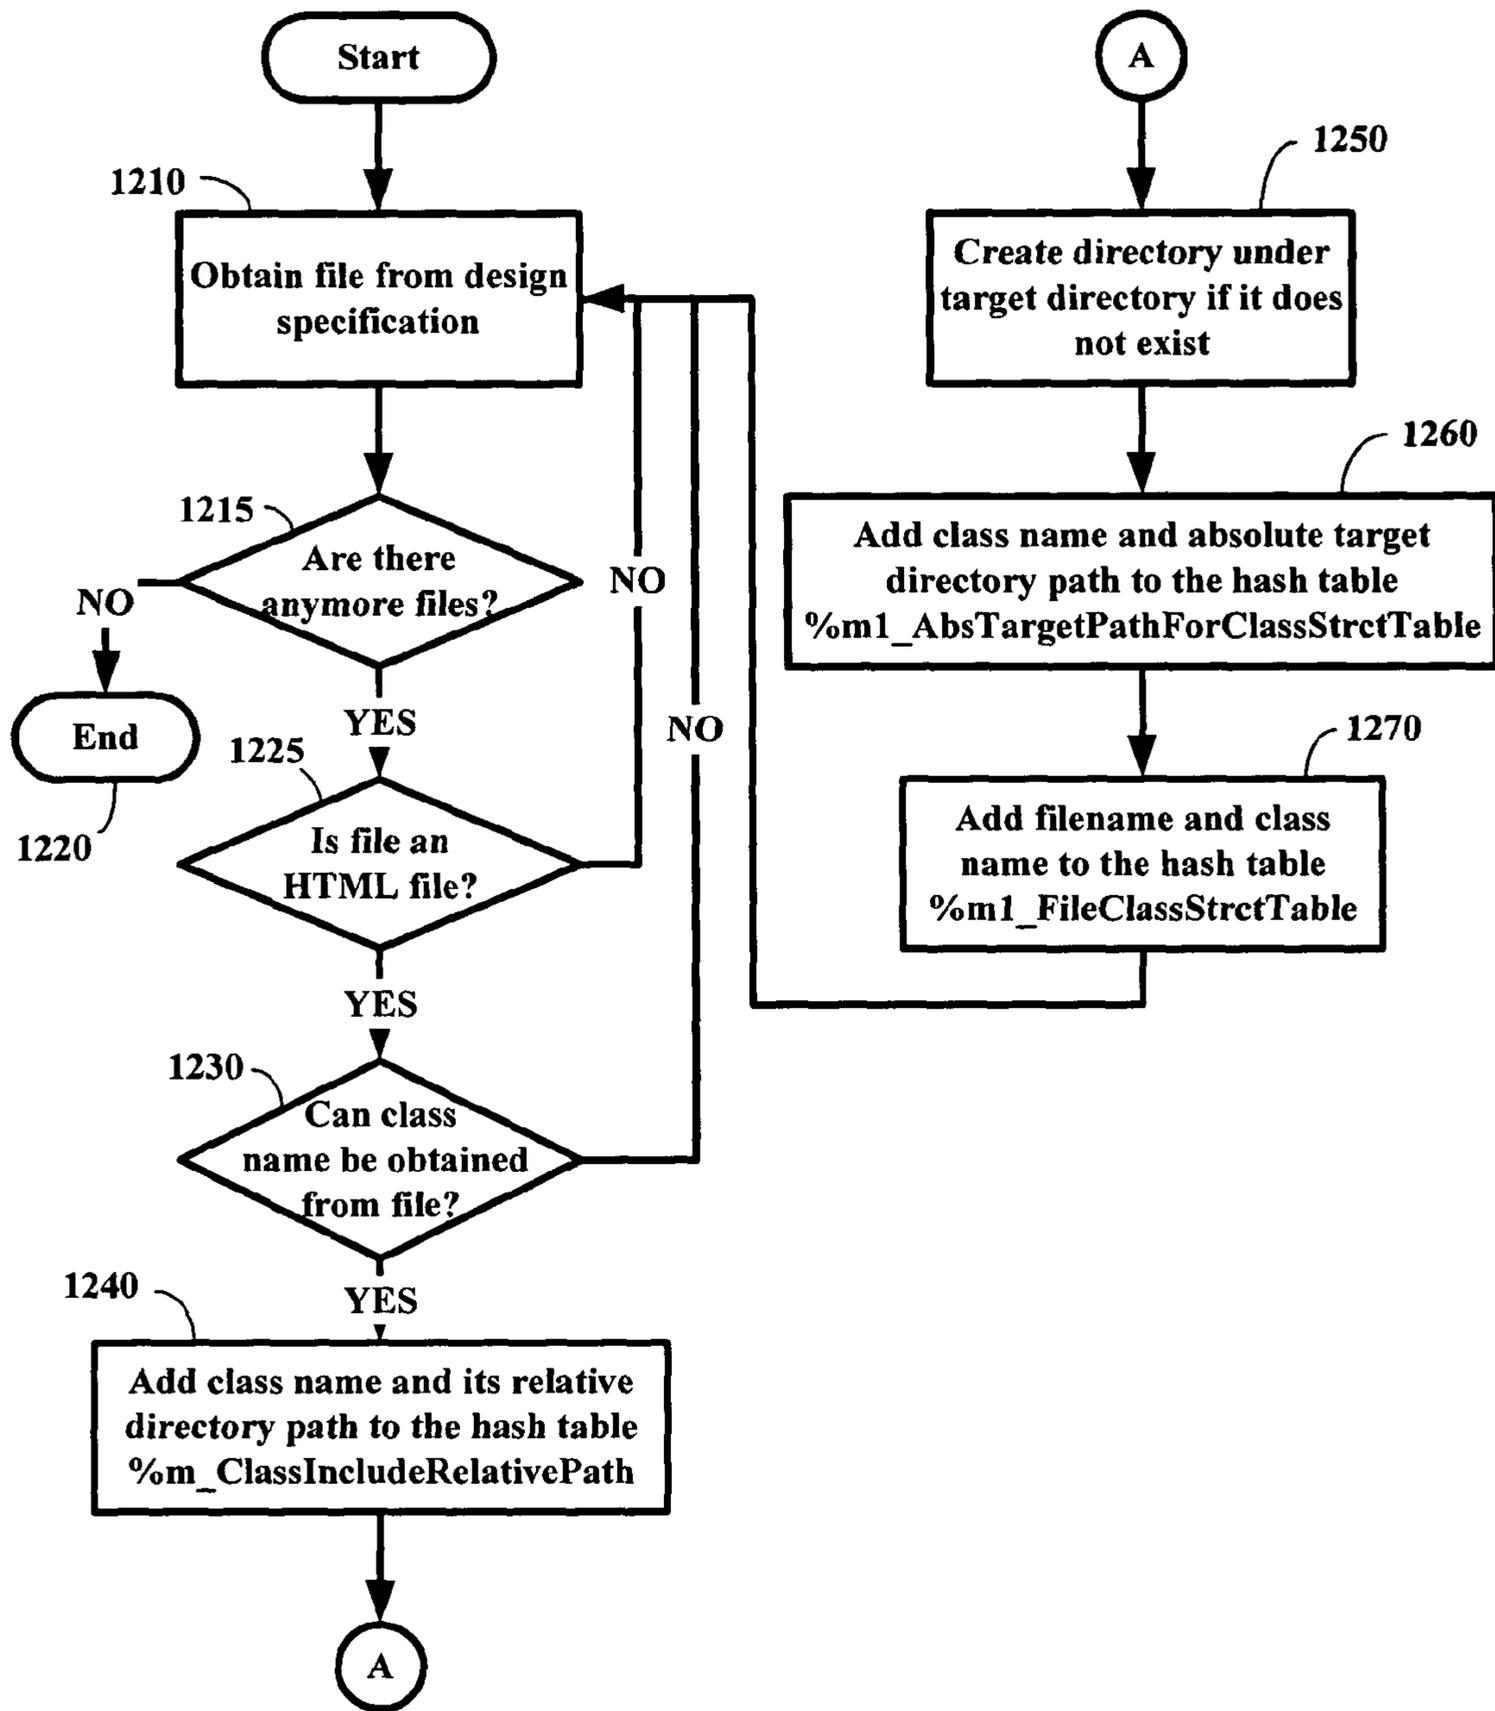 Start
1210
Obtain file from design
specification
1215
Are there
anymore files?
NO
End
1220
YES
1225
Is file an
HTML file?
NO
YES
1230
Can class
name be obtained
from file?
NO
YES
1240
Add class name and its relative
directory path to the hash table
%m_ClassIncludeRelativePath
A
A
1250
Create directory under
target directory if it does
not exist
1260
Add class name and absolute target
directory path to the hash table
%m1_AbsTargetPathForClassStrctTable
1270
Add filename and class
name to the hash table
%m1_FileClassStrctTable